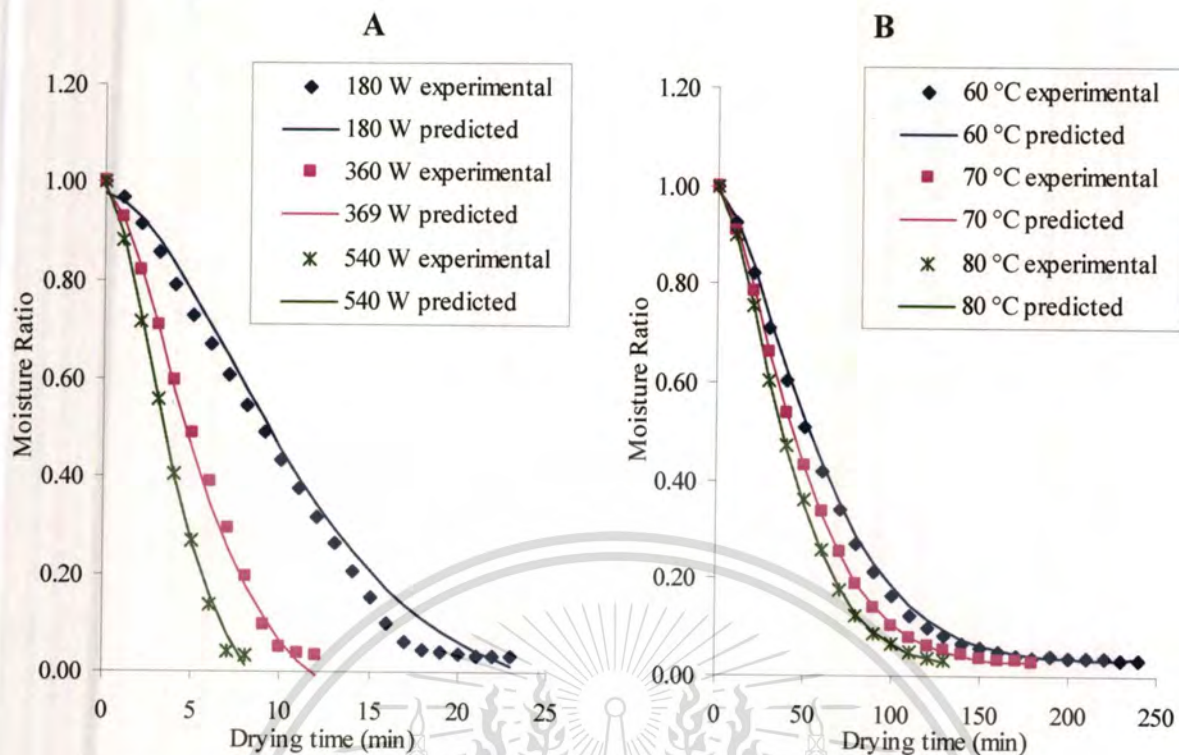 A
1.20
1.00
0.80
0.60
0.40
0.20
0.00
Moisture Ratio
0 5 10 15 20 25
Drying time (min)
180 W experimental
180 W predicted
360 W experimental
369 W predicted
540 W experimental
540 W predicted
B
1.20
1.00
0.80
0.60
0.40
0.20
0.00
Moisture Ratio
0 50 100 150 200 250
Drying time (min)
60 °C experimental
60 °C predicted
70 °C experimental
70 °C predicted
80 °C experimental
80 °C predicted